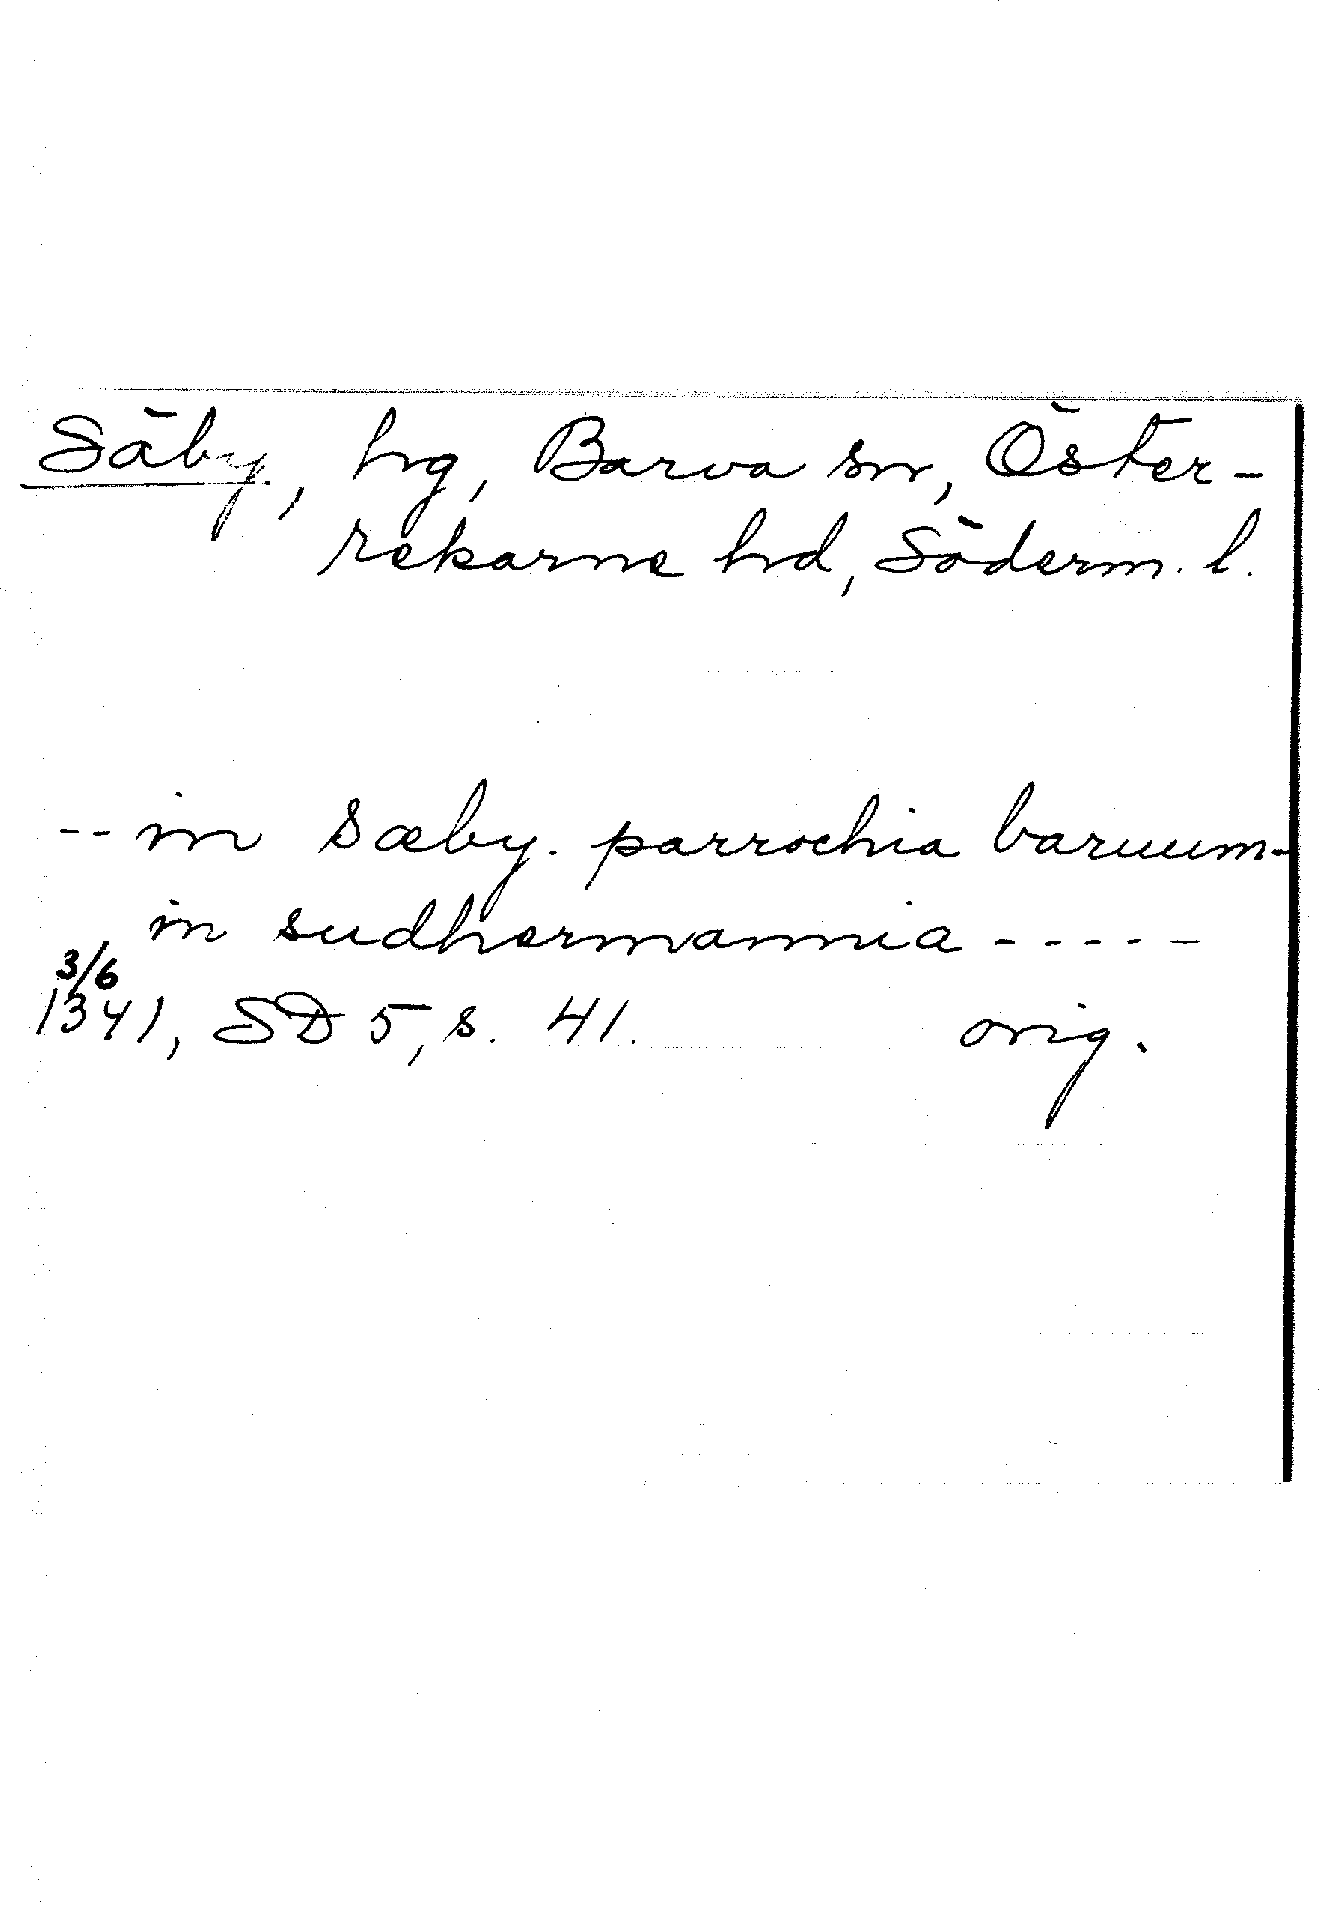 Säby, hg, Barva sn, Öster-
rekarne hd, Söderm. l.
-- in sæby. parrochia baruum-
in sudhermannia -----
3/6
1341, SD 5, s. 41. orig.